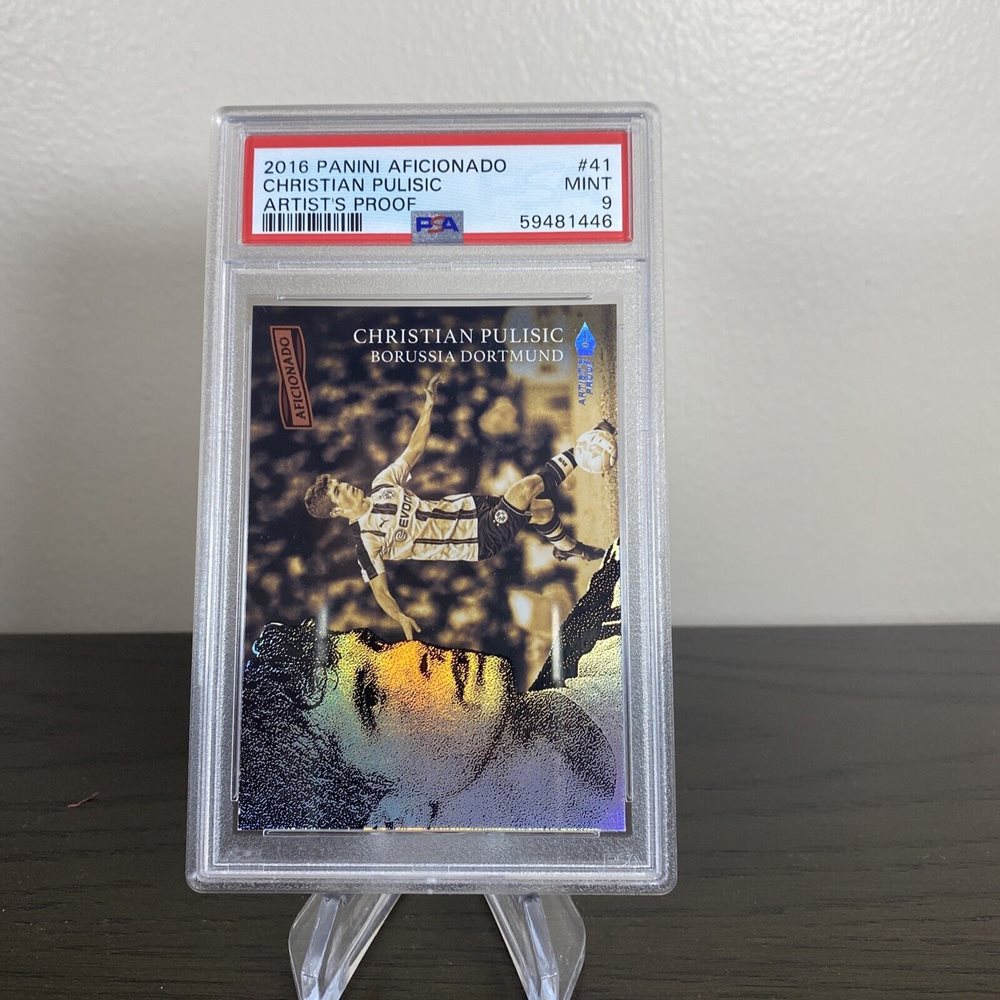 2016 PANINI AFICIONADO #41
CHRISTIAN PULISIC MINT
ARTIST'S PROOF 9
PSA 59481446
CHRISTIAN PULISIC
BORUSSIA DORTMUND
AFICIONADO
ARTIST'S
PROOF
PSA